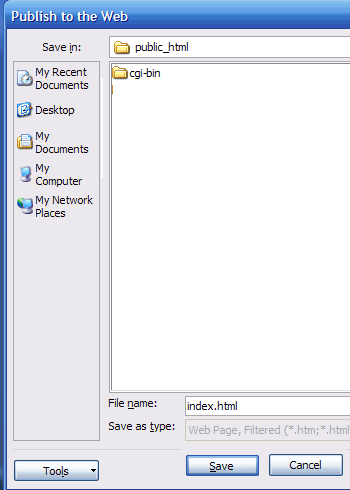 Publish to the Web
Save in:
public_html
My Recent
Documents
Desktop
My
Documents
My
Computer
My Network
Places
cgi-bin
File name:
index.html
Save as type:
Web Page, Filtered (*.htm;*.html
Tools
Save
Cancel